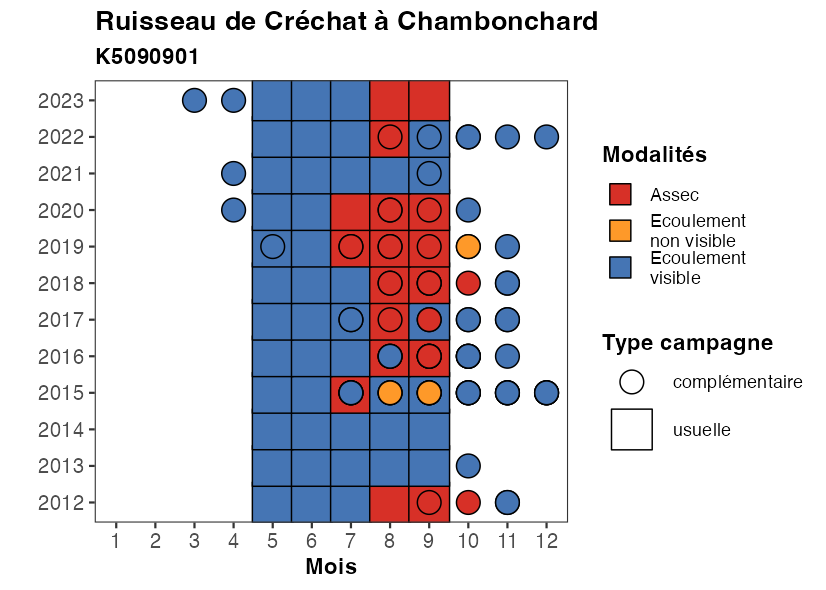 Ruisseau de Créchat à Chambonchard
K5090901
2023
2022
2021
2020
2019
2018
2017
2016
2015
2014
2013
2012
1 2 3 4 5 6 7 8 9 10 11 12
Mois
Modalités
Assec
Ecoulement
non visible
Ecoulement
visible
Type campagne
complémentaire
usuelle